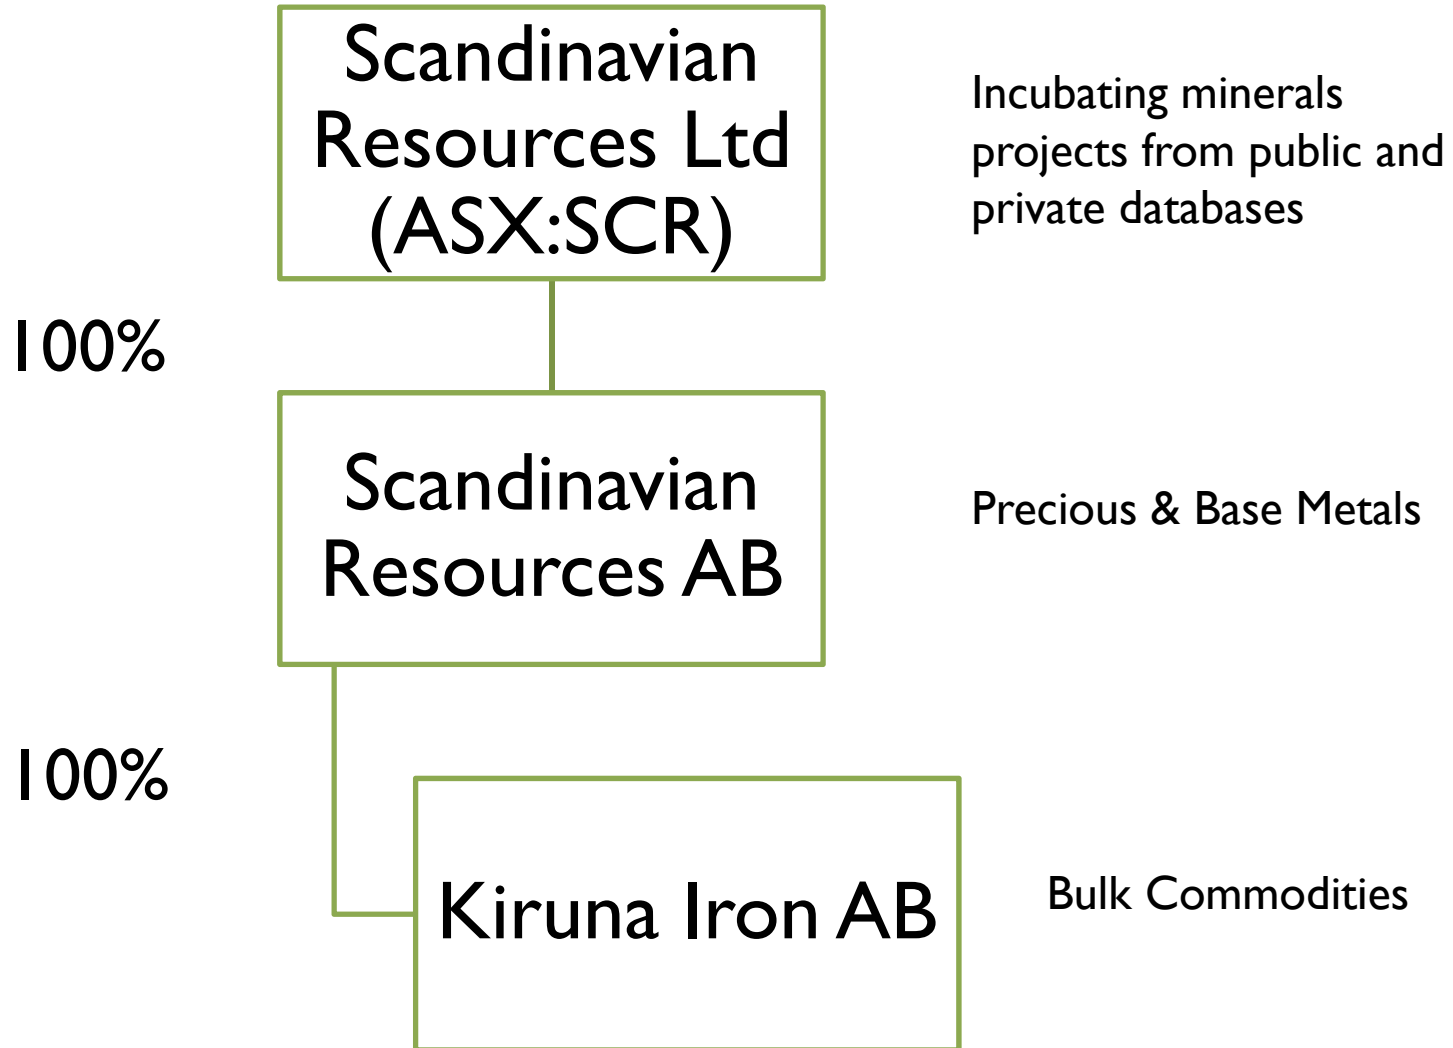 Scandinavian
Resources Ltd
(ASX:SCR)
Incubating minerals
projects from public and
private databases
100%
Scandinavian
Resources AB
Precious & Base Metals
100%
Kiruna Iron AB
Bulk Commodities